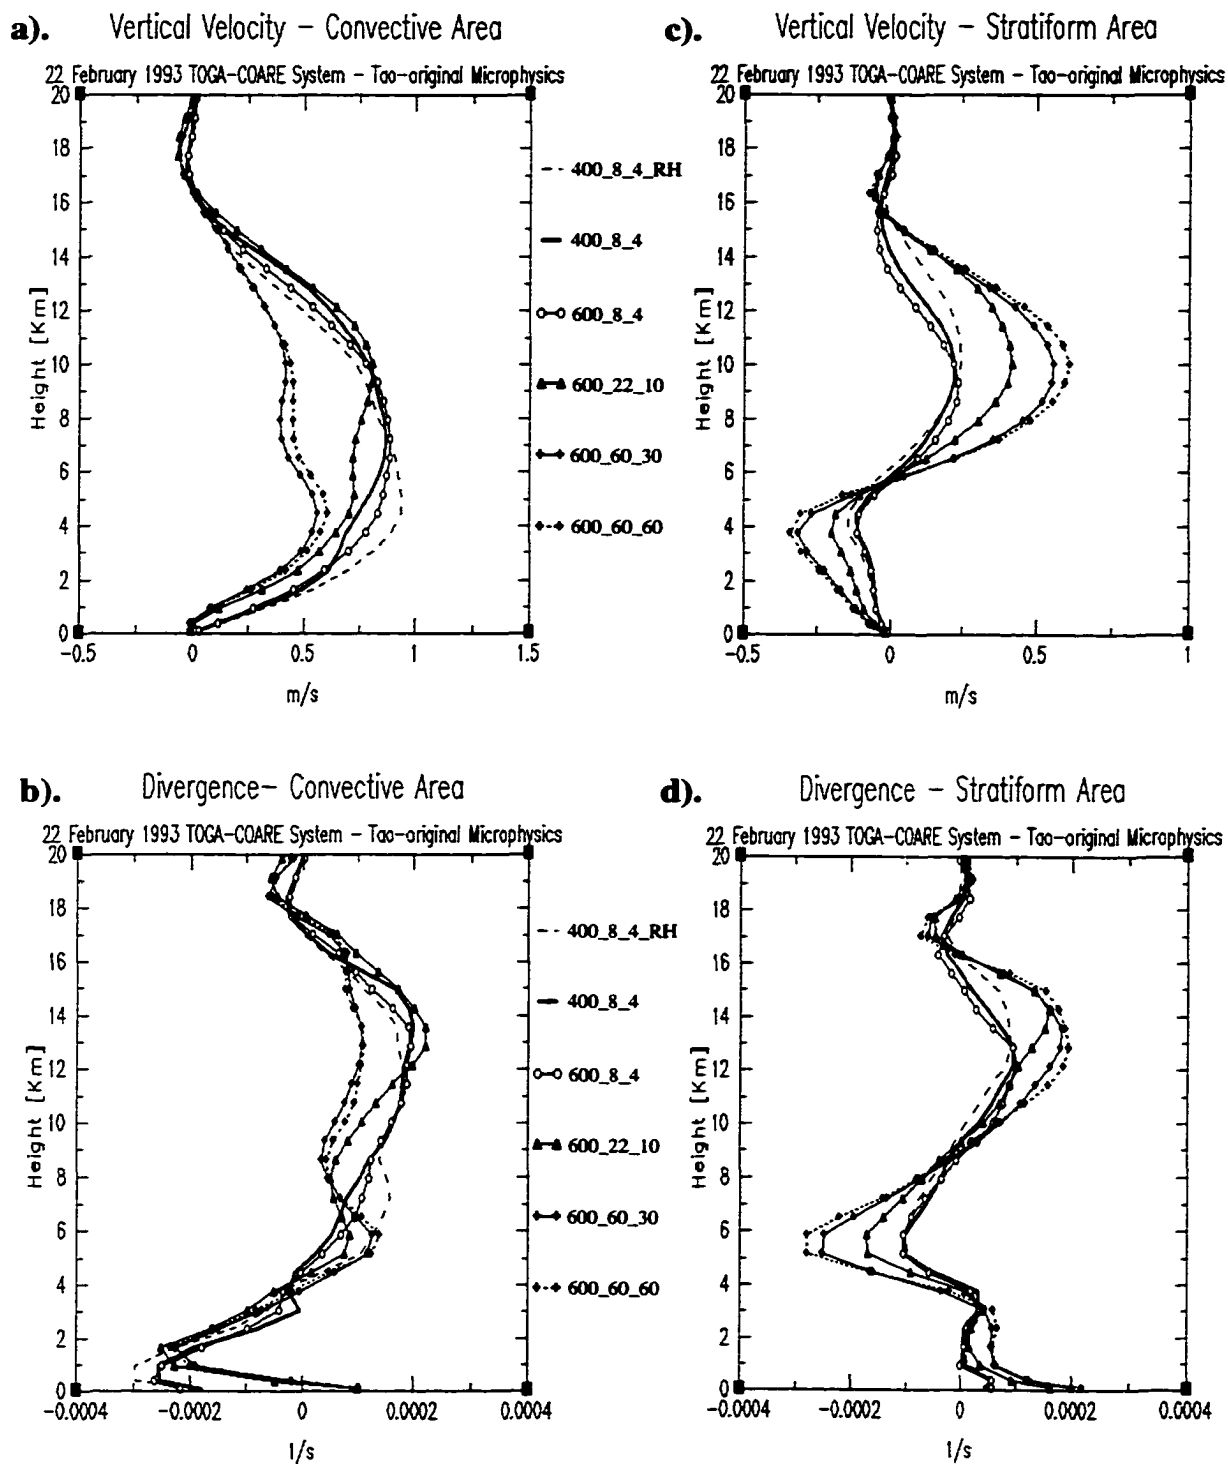 a). Vertical Velocity – Convective Area
22 February 1993 TOGA-COARE System – Tao-original Microphysics
20
18
16
14
12
10
8
6
4
2
0
Height [Km]
-0.5 0 0.5 1 1.5
m/s
400_8_4_RH
400_8_4
600_8_4
600_22_10
600_60_30
600_60_60
c). Vertical Velocity – Stratiform Area
22 February 1993 TOGA-COARE System – Tao-original Microphysics
20
18
16
14
12
10
8
6
4
2
0
Height [Km]
-0.5 0 0.5 1
m/s
b). Divergence– Convective Area
22 February 1993 TOGA-COARE System – Tao-original Microphysics
20
18
16
14
12
10
8
6
4
2
0
Height [Km]
-0.0004 -0.0002 0 0.0002 0.0004
1/s
400_8_4_RH
400_8_4
600_8_4
600_22_10
600_60_30
600_60_60
d). Divergence – Stratiform Area
22 February 1993 TOGA-COARE System – Tao-original Microphysics
20
18
16
14
12
10
8
6
4
2
0
Height [Km]
-0.0004 -0.0002 0 0.0002 0.0004
1/s